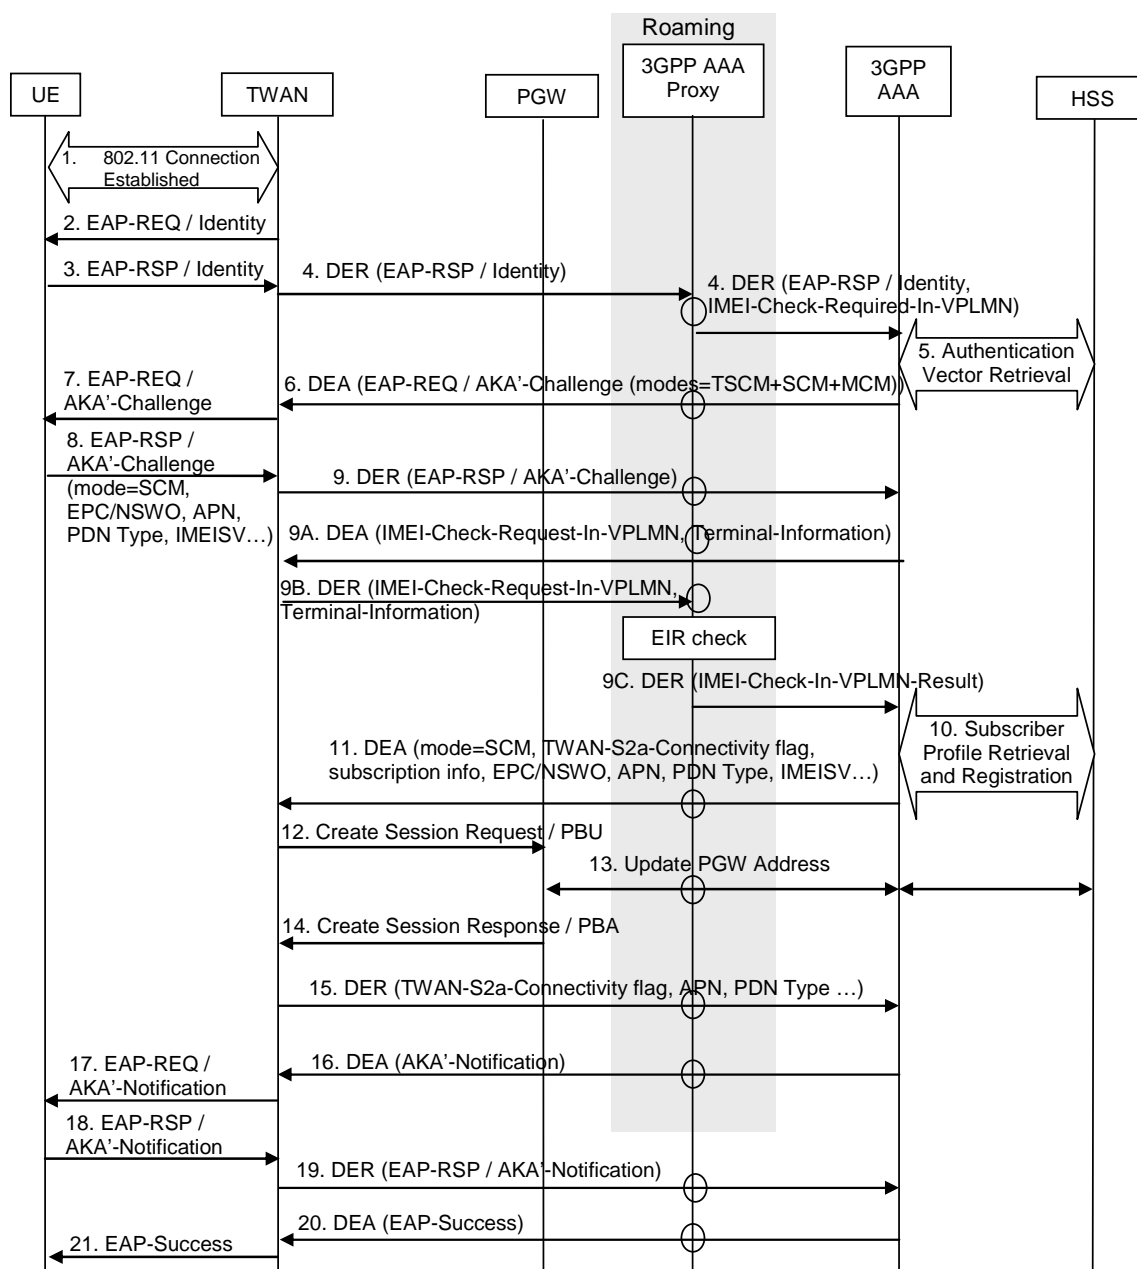 Roaming
UE
TWAN
PGW
3GPP AAA
Proxy
3GPP
AAA
HSS
1. 802.11 Connection
Established
2. EAP-REQ / Identity
3. EAP-RSP / Identity
4. DER (EAP-RSP / Identity)
4. DER (EAP-RSP / Identity,
IMEI-Check-Required-In-VPLMN)
5. Authentication
Vector Retrieval
6. DEA (EAP-REQ / AKA'-Challenge (modes=TSCM+SCM+MCM))
7. EAP-REQ /
AKA'-Challenge
8. EAP-RSP /
AKA'-Challenge
(mode=SCM,
EPC/NSWO, APN,
PDN Type, IMEISV…)
9. DER (EAP-RSP / AKA'-Challenge)
9A. DEA (IMEI-Check-Request-In-VPLMN, Terminal-Information)
9B. DER (IMEI-Check-Request-In-VPLMN,
Terminal-Information)
EIR check
9C. DER (IMEI-Check-In-VPLMN-Result)
10. Subscriber
Profile Retrieval
and Registration
11. DEA (mode=SCM, TWAN-S2a-Connectivity flag,
subscription info, EPC/NSWO, APN, PDN Type, IMEISV…)
12. Create Session Request / PBU
13. Update PGW Address
14. Create Session Response / PBA
15. DER (TWAN-S2a-Connectivity flag, APN, PDN Type …)
16. DEA (AKA'-Notification)
17. EAP-REQ /
AKA'-Notification
18. EAP-RSP /
AKA'-Notification
19. DER (EAP-RSP / AKA'-Notification)
20. DEA (EAP-Success)
21. EAP-Success